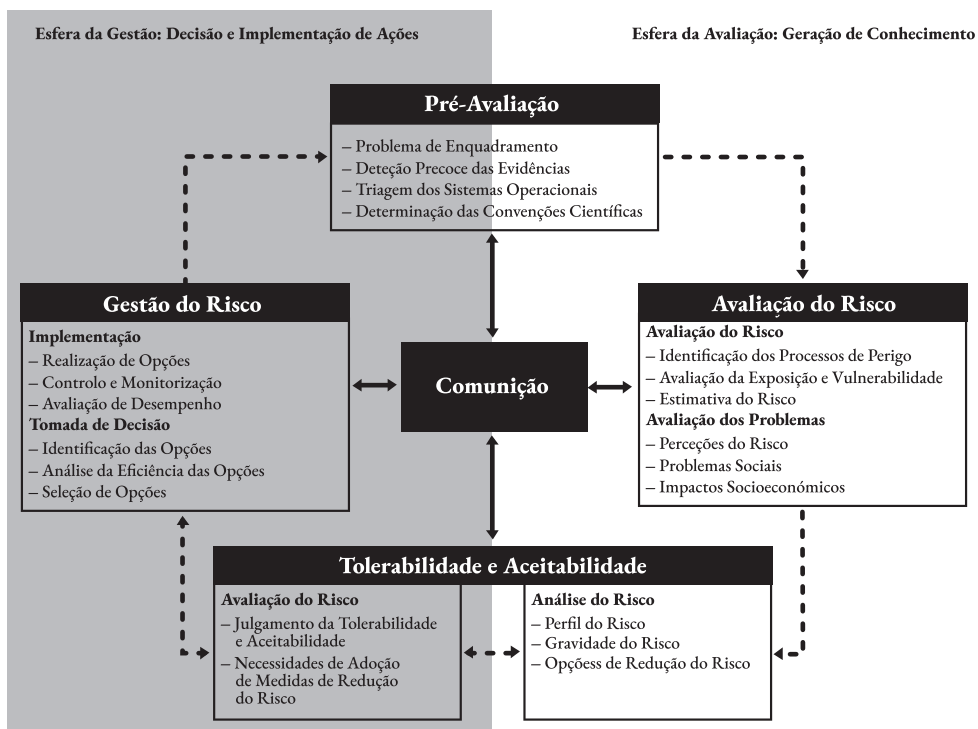 Esfera da Gestão: Decisão e Implementação de Ações
Esfera da Avaliação: Geração de Conhecimento
Pré-Avaliação
– Problema de Enquadramento
– Deteção Precoce das Evidências
– Triagem dos Sistemas Operacionais
– Determinação das Convenções Científicas
Gestão do Risco
Implementação
– Realização de Opções
– Controlo e Monitorização
– Avaliação de Desempenho
Tomada de Decisão
– Identificação das Opções
– Análise da Eficiência das Opções
– Seleção de Opções
Comunição
Avaliação do Risco
Avaliação do Risco
– Identificação dos Processos de Perigo
– Avaliação da Exposição e Vulnerabilidade
– Estimativa do Risco
Avaliação dos Problemas
– Perceções do Risco
– Problemas Sociais
– Impactos Socioeconómicos
Tolerabilidade e Aceitabilidade
Avaliação do Risco
– Julgamento da Tolerabilidade
e Aceitabilidade
– Necessidades de Adoção
de Medidas de Redução
do Risco
Análise do Risco
– Perfil do Risco
– Gravidade do Risco
– Opçõess de Redução do Risco